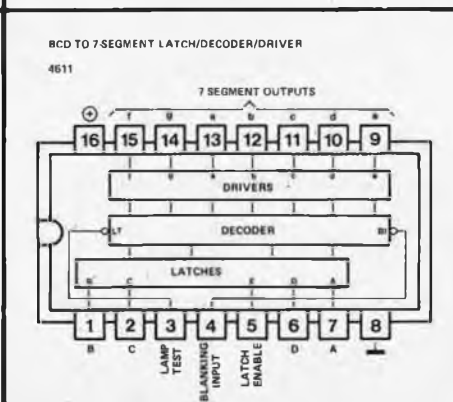 BCD TO 7-SEGMENT LATCH/DECODER/DRIVER
4611
7 SEGMENT OUTPUTS
+ f g a b c d e
16 15 14 13 12 11 10 9
f g a b c d e
DRIVERS
LT DECODER BI
LATCHES
B C E D A
1 2 3 4 5 6 7 8
B C LAMP TEST BLANKING INPUT LATCH ENABLE D A